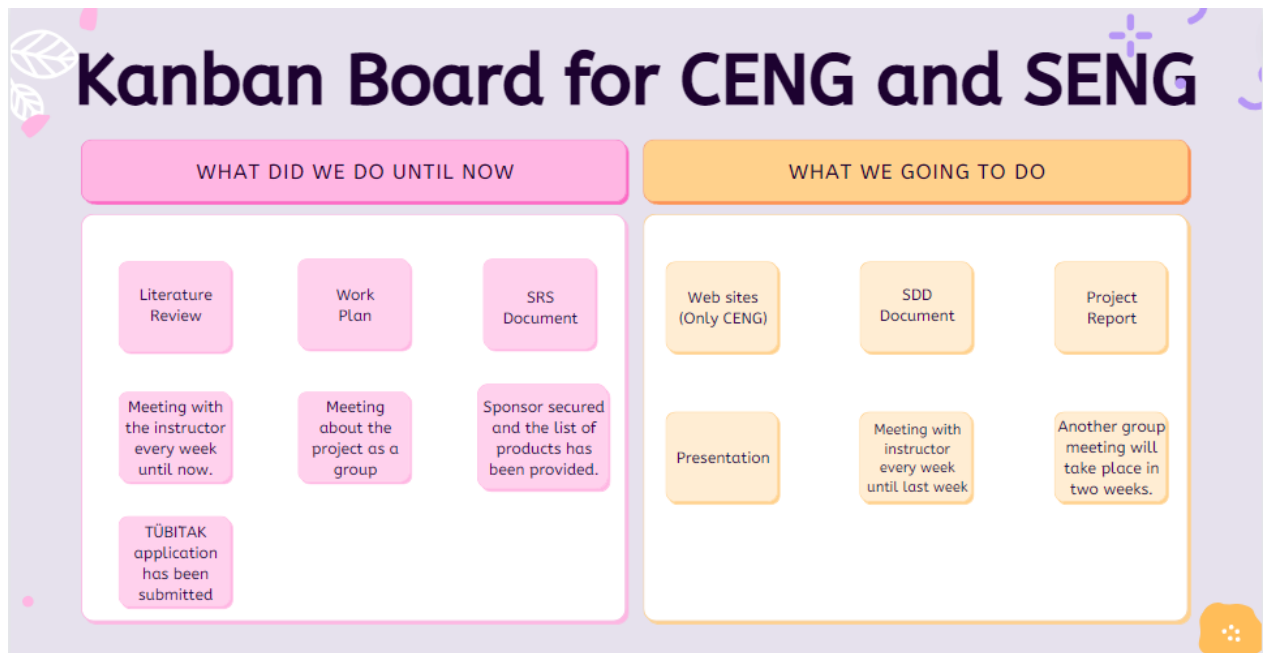 Kanban Board for CENG and SENG
WHAT DID WE DO UNTIL NOW
Literature
Review
Work
Plan
SRS
Document
Meeting with
the instructor
every week
until now.
Meeting
about the
project as a
group
Sponsor secured
and the list of
products has
been provided.
TÜBITAK
application
has been
submitted
WHAT WE GOING TO DO
Web sites
(Only CENG)
SDD
Document
Project
Report
Presentation
Meeting with
instructor
every week
until last week
Another group
meeting will
take place in
two weeks.